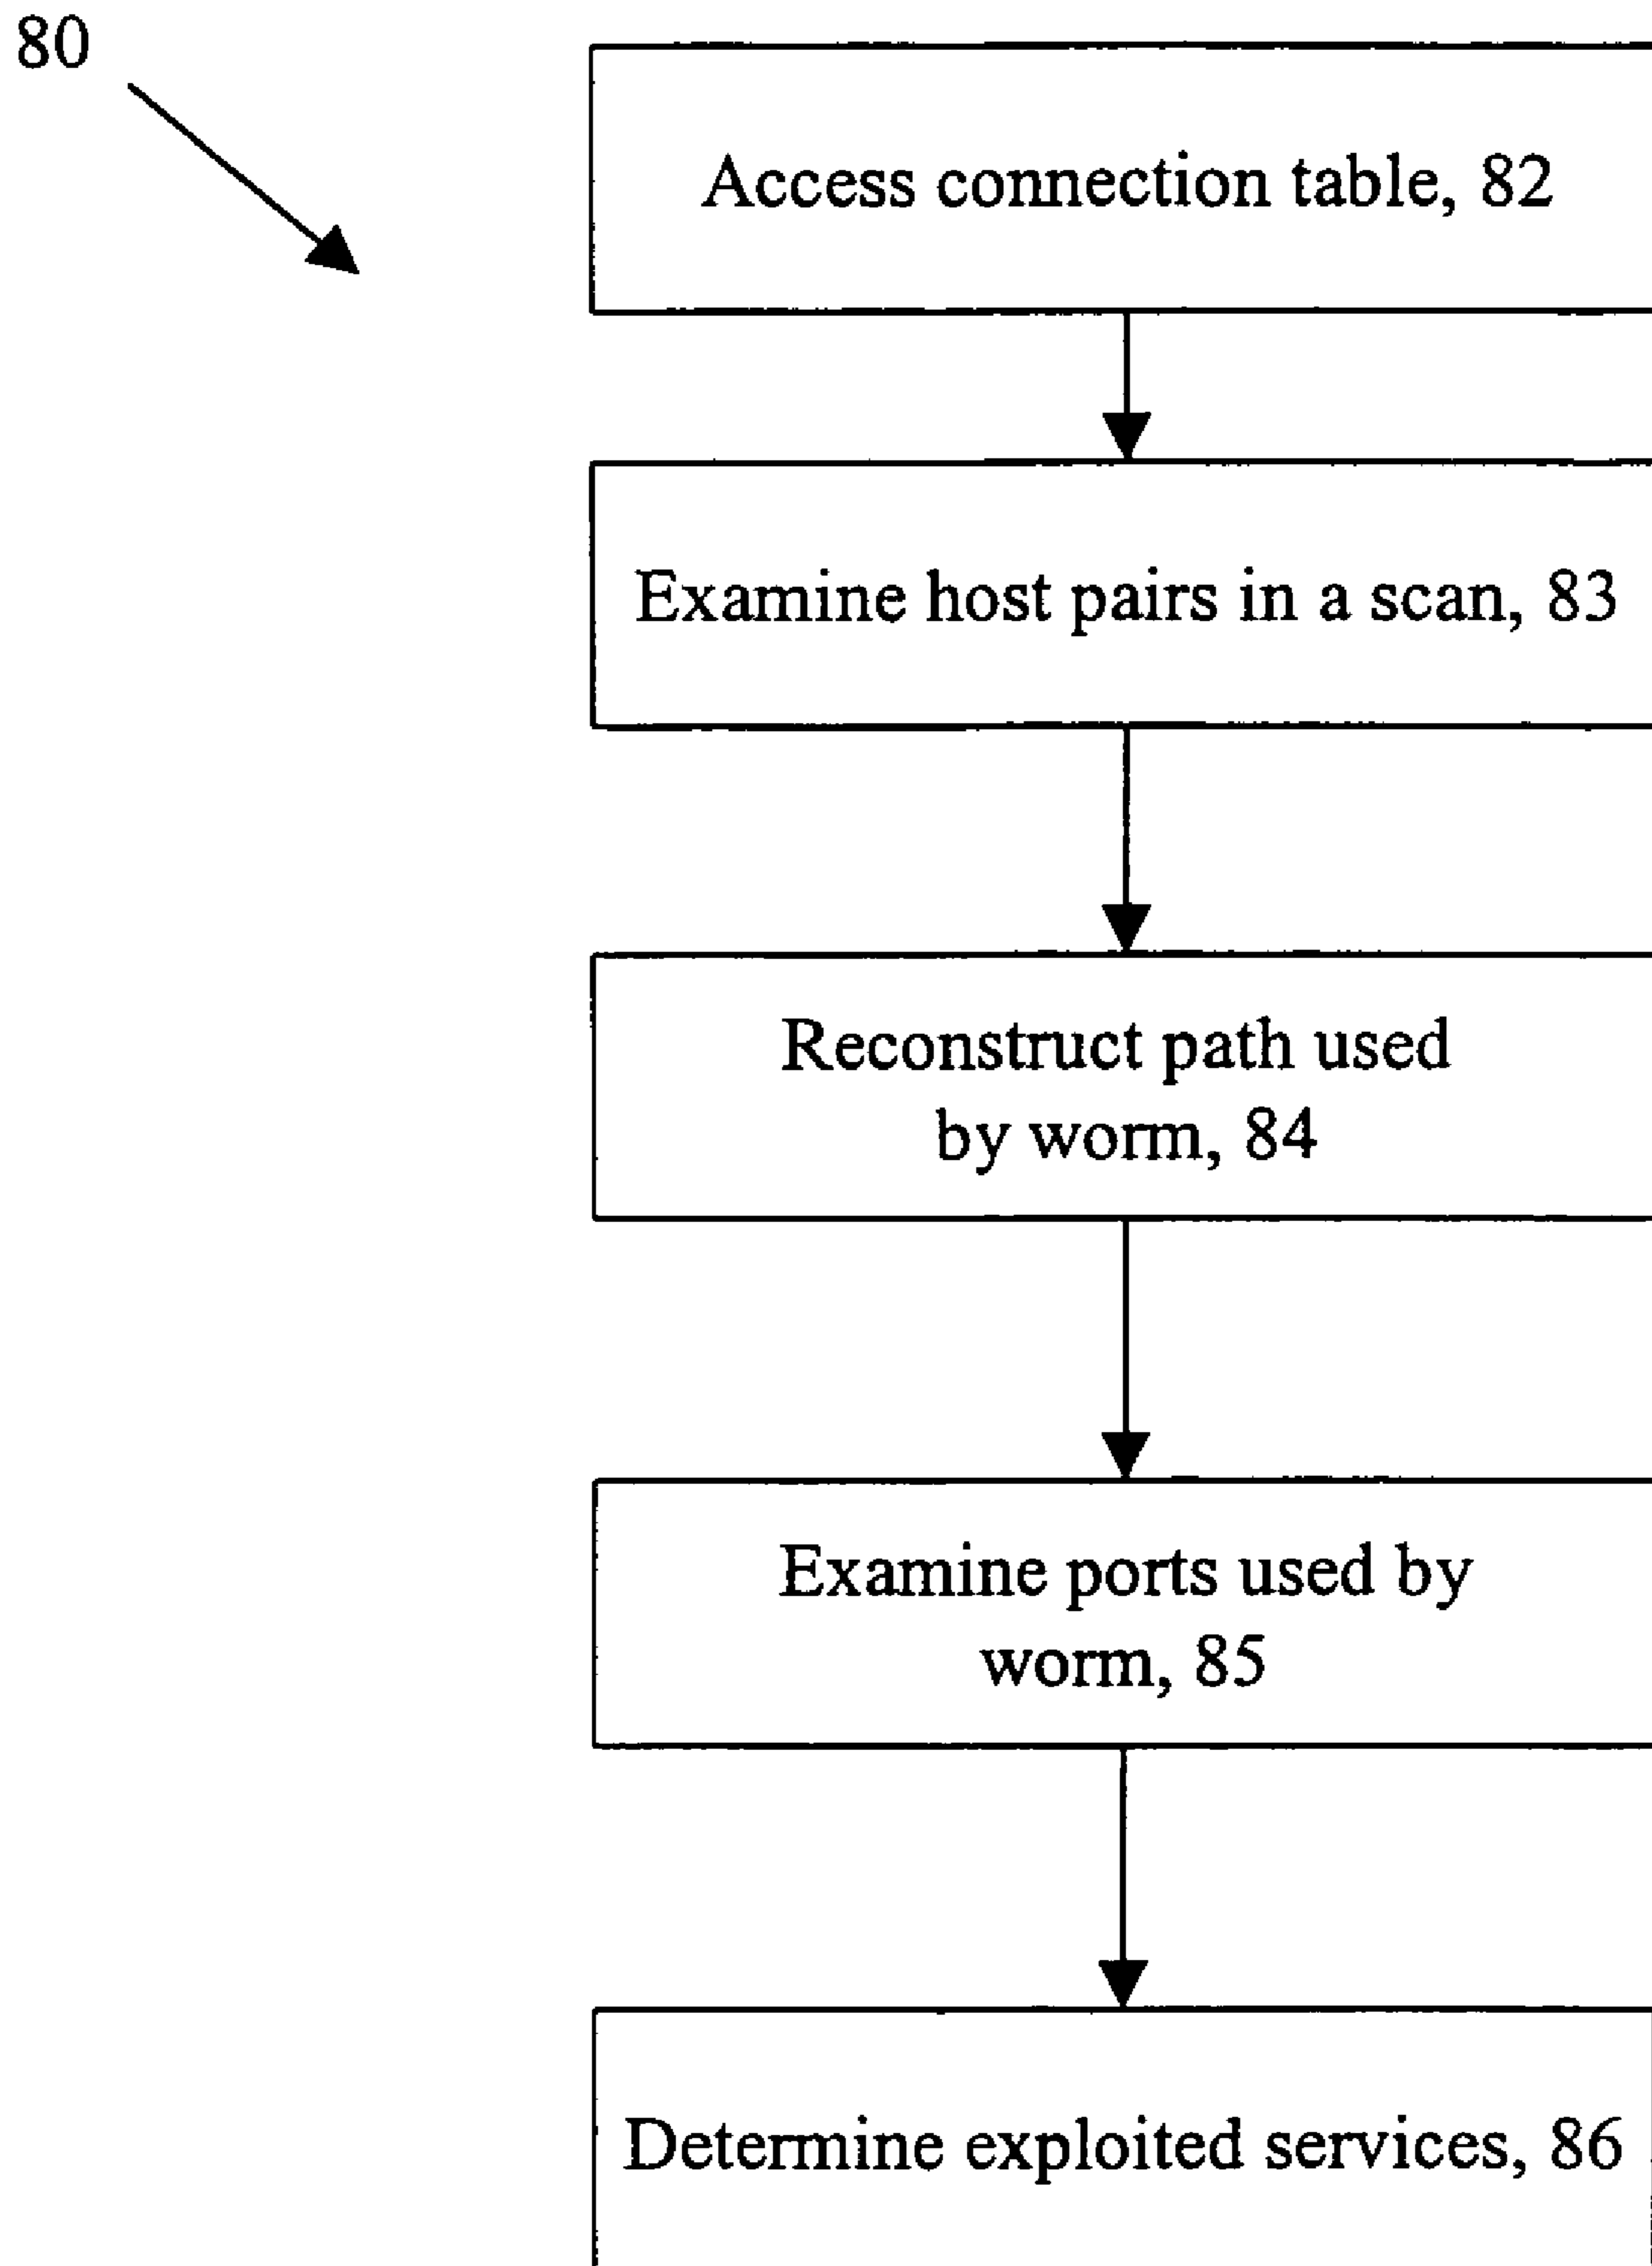 80
Access connection table, 82
Examine host pairs in a scan, 83
Reconstruct path used
by worm, 84
Examine ports used by
worm, 85
Determine exploited services, 86